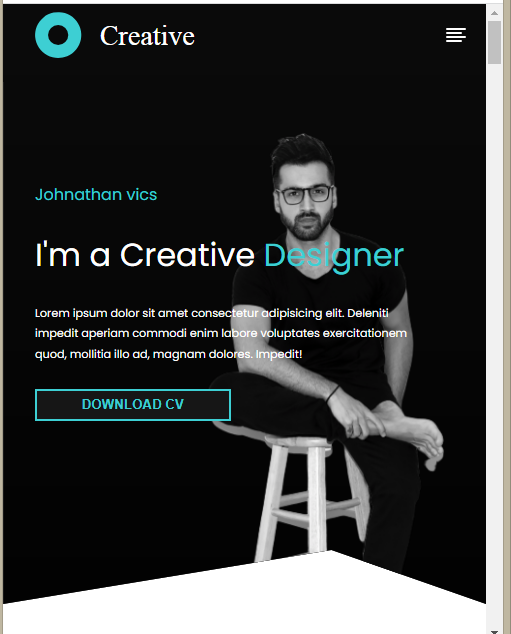 Creative
Johnathan vics
I'm a Creative Designer
Lorem ipsum dolor sit amet consectetur adipisicing elit. Deleniti
impedit aperiam commodi enim labore voluptates exercitationem
quod, mollitia illo ad, magnam dolores. Impedit!
DOWNLOAD CV